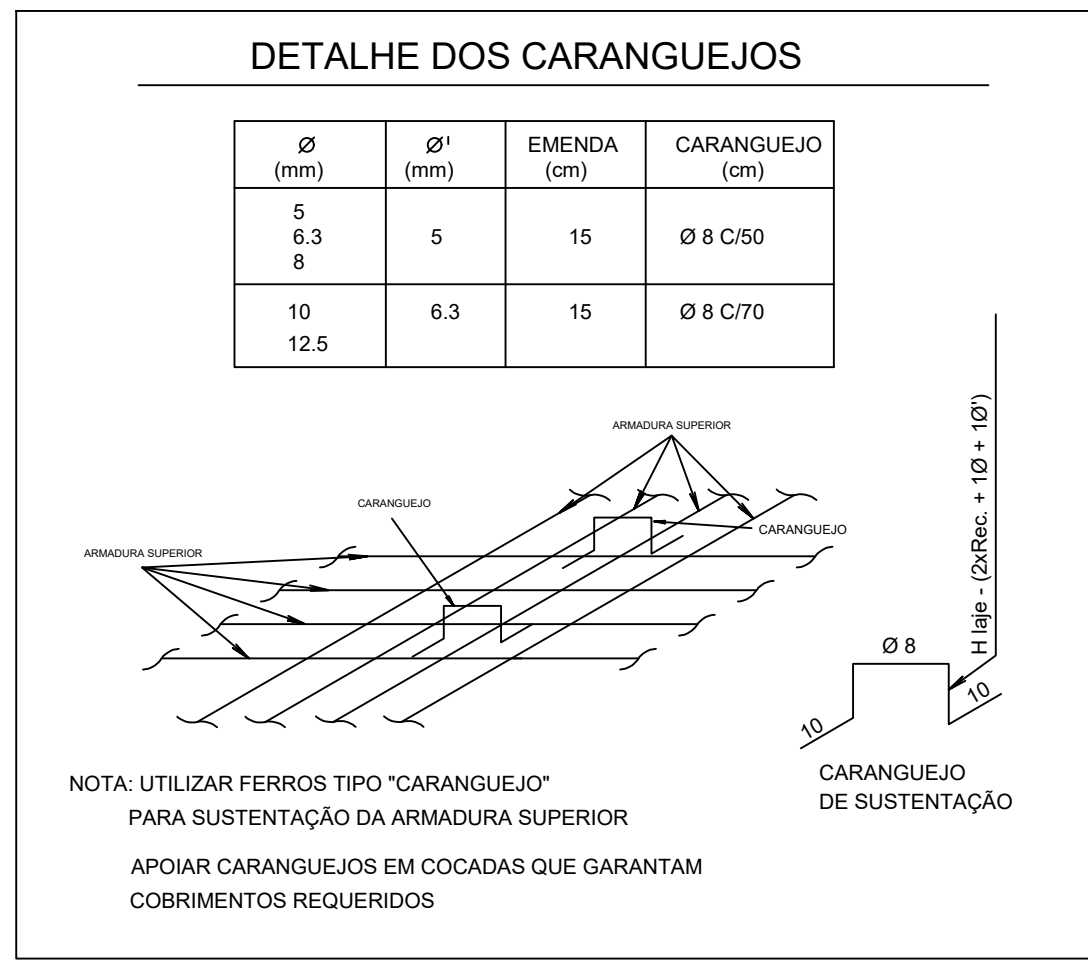 DETALHE DOS CARANGUEJOS
Ø Ø' EMENDA CARANGUEJO
(mm) (mm) (cm) (cm)
5
6.3 5 15 Ø 8 C/50
8
10 6.3 15 Ø 8 C/70
12.5
ARMADURA SUPERIOR
CARANGUEJO
CARANGUEJO
ARMADURA SUPERIOR
H laje - (2xRec. + 1Ø + 1Ø')
Ø 8
10
10
CARANGUEJO
DE SUSTENTAÇÃO
NOTA: UTILIZAR FERROS TIPO "CARANGUEJO"
PARA SUSTENTAÇÃO DA ARMADURA SUPERIOR
APOIAR CARANGUEJOS EM COCADAS QUE GARANTAM
COBRIMENTOS REQUERIDOS